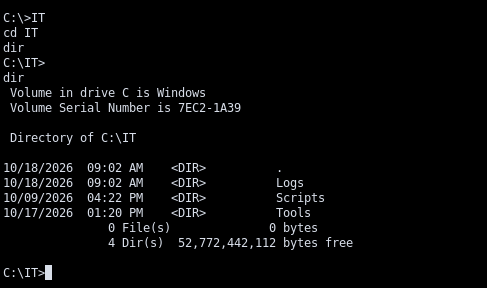 C:\>IT
cd IT
dir
C:\IT>
dir
 Volume in drive C is Windows
 Volume Serial Number is 7EC2-1A39

 Directory of C:\IT

10/18/2026  09:02 AM    <DIR>          .
10/18/2026  09:02 AM    <DIR>          Logs
10/09/2026  04:22 PM    <DIR>          Scripts
10/17/2026  01:20 PM    <DIR>          Tools
               0 File(s)              0 bytes
               4 Dir(s)  52,772,442,112 bytes free

C:\IT>